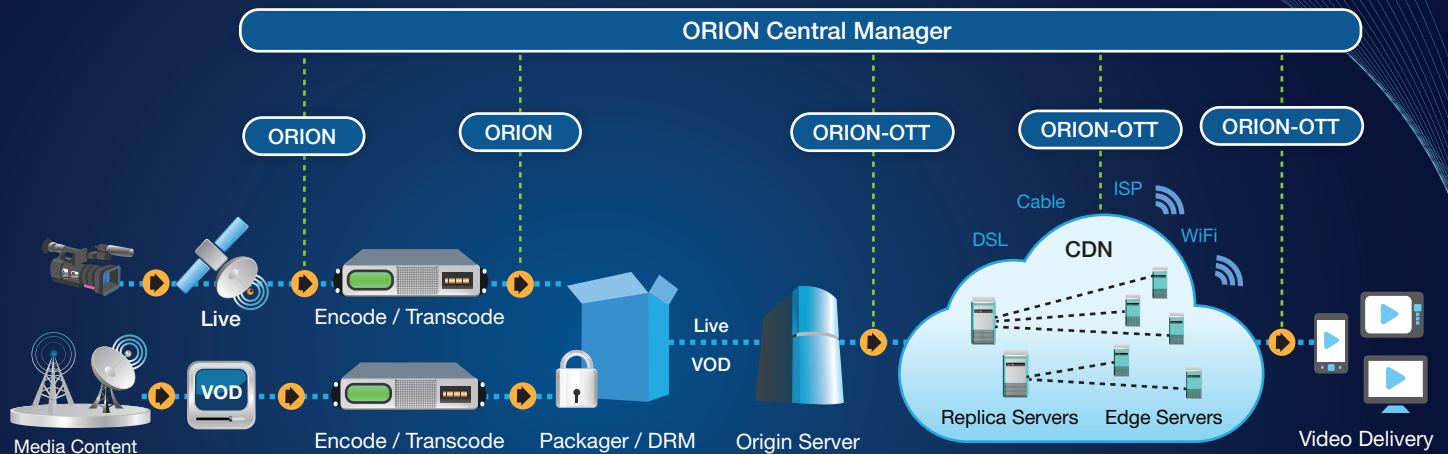 ORION Central Manager
ORION
ORION
ORION-OTT
ORION-OTT
ORION-OTT
ISP
Cable
DSL
WiFi
CDN
Live
Encode / Transcode
Live
VOD
VOD
Replica Servers
Edge Servers
Media Content
Encode / Transcode
Packager / DRM
Origin Server
Video Delivery